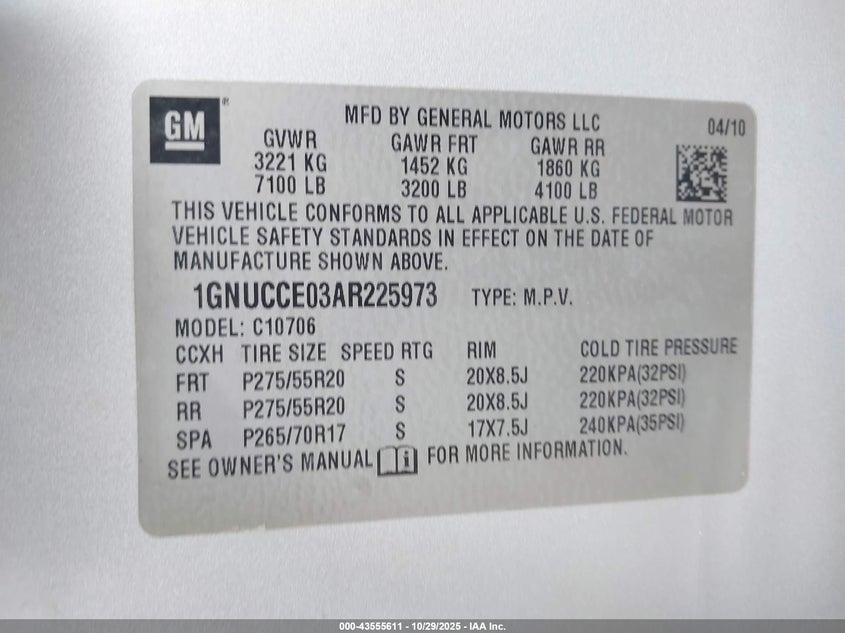 GM ®
MFD BY GENERAL MOTORS LLC
04/10
GVWR GAWR FRT GAWR RR
3221 KG 1452 KG 1860 KG
7100 LB 3200 LB 4100 LB
THIS VEHICLE CONFORMS TO ALL APPLICABLE U.S. FEDERAL MOTOR
VEHICLE SAFETY STANDARDS IN EFFECT ON THE DATE OF
MANUFACTURE SHOWN ABOVE.
1GNUCCE03AR225973 TYPE: M.P.V.
MODEL: C10706
CCXH TIRE SIZE SPEED RTG RIM COLD TIRE PRESSURE
FRT P275/55R20 S 20X8.5J 220KPA(32PSI)
RR P275/55R20 S 20X8.5J 220KPA(32PSI)
SPA P265/70R17 S 17X7.5J 240KPA(35PSI)
SEE OWNER'S MANUAL i FOR MORE INFORMATION.
000-43555611 - 10/29/2025 - IAA Inc.